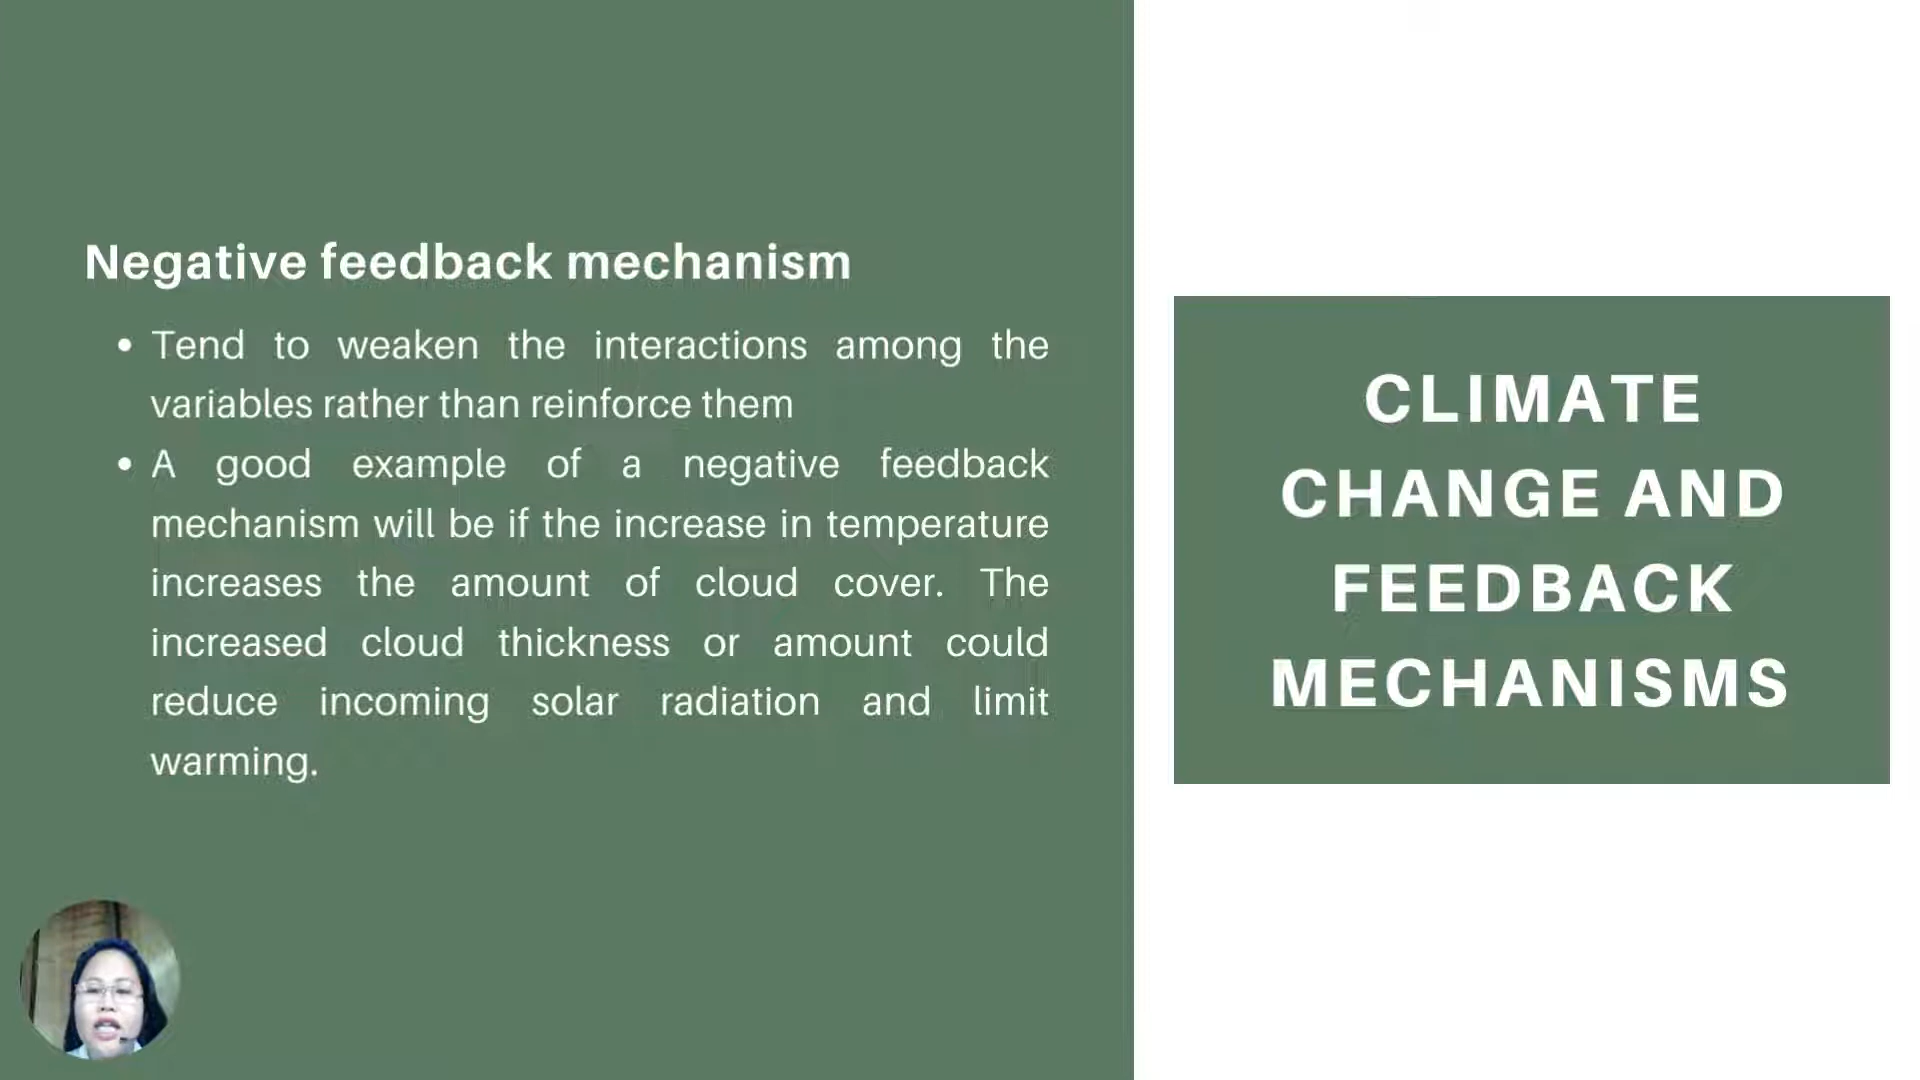 Negative feedback mechanism
• Tend to weaken the interactions among the
variables rather than reinforce them
• A good example of a negative feedback
mechanism will be if the increase in temperature
increases the amount of cloud cover. The
increased cloud thickness or amount could
reduce incoming solar radiation and limit
warming.
CLIMATE
CHANGE AND
FEEDBACK
MECHANISMS